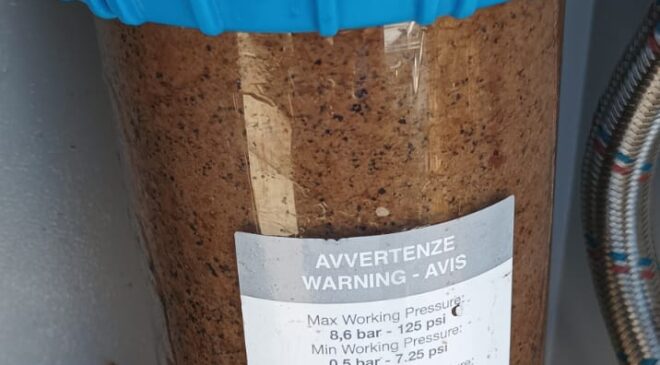 AVVERTENZE
WARNING - AVIS
Max Working Pressure:
8,6 bar - 125 psi
Min Working Pressure:
0,5 bar - 7.25 psi